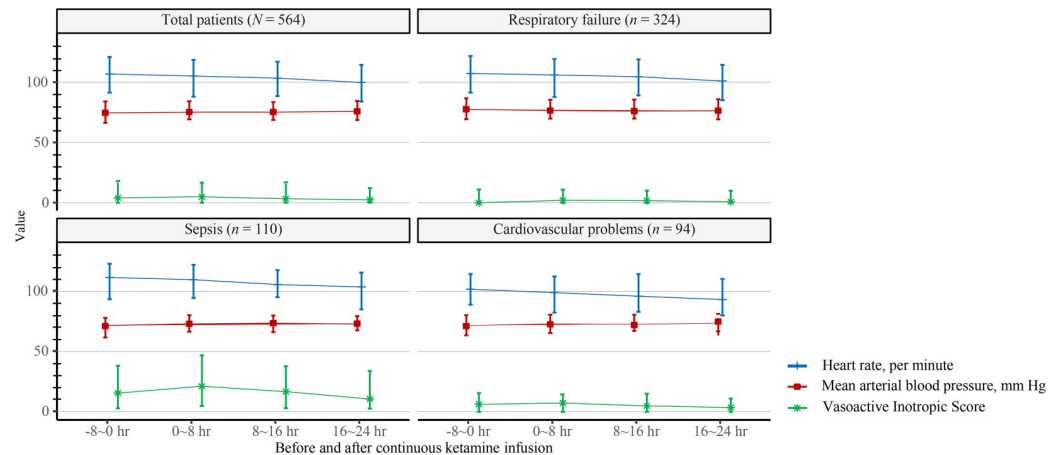 Total patients (N = 564)
Respiratory failure (n = 324)
100
50
0
Value
Sepsis (n = 110)
Cardiovascular problems (n = 94)
100
50
0
-8~0 hr 0~8 hr 8~16 hr 16~24 hr
-8~0 hr 0~8 hr 8~16 hr 16~24 hr
Before and after continuous ketamine infusion
Heart rate, per minute
Mean arterial blood pressure, mm Hg
Vasoactive Inotropic Score